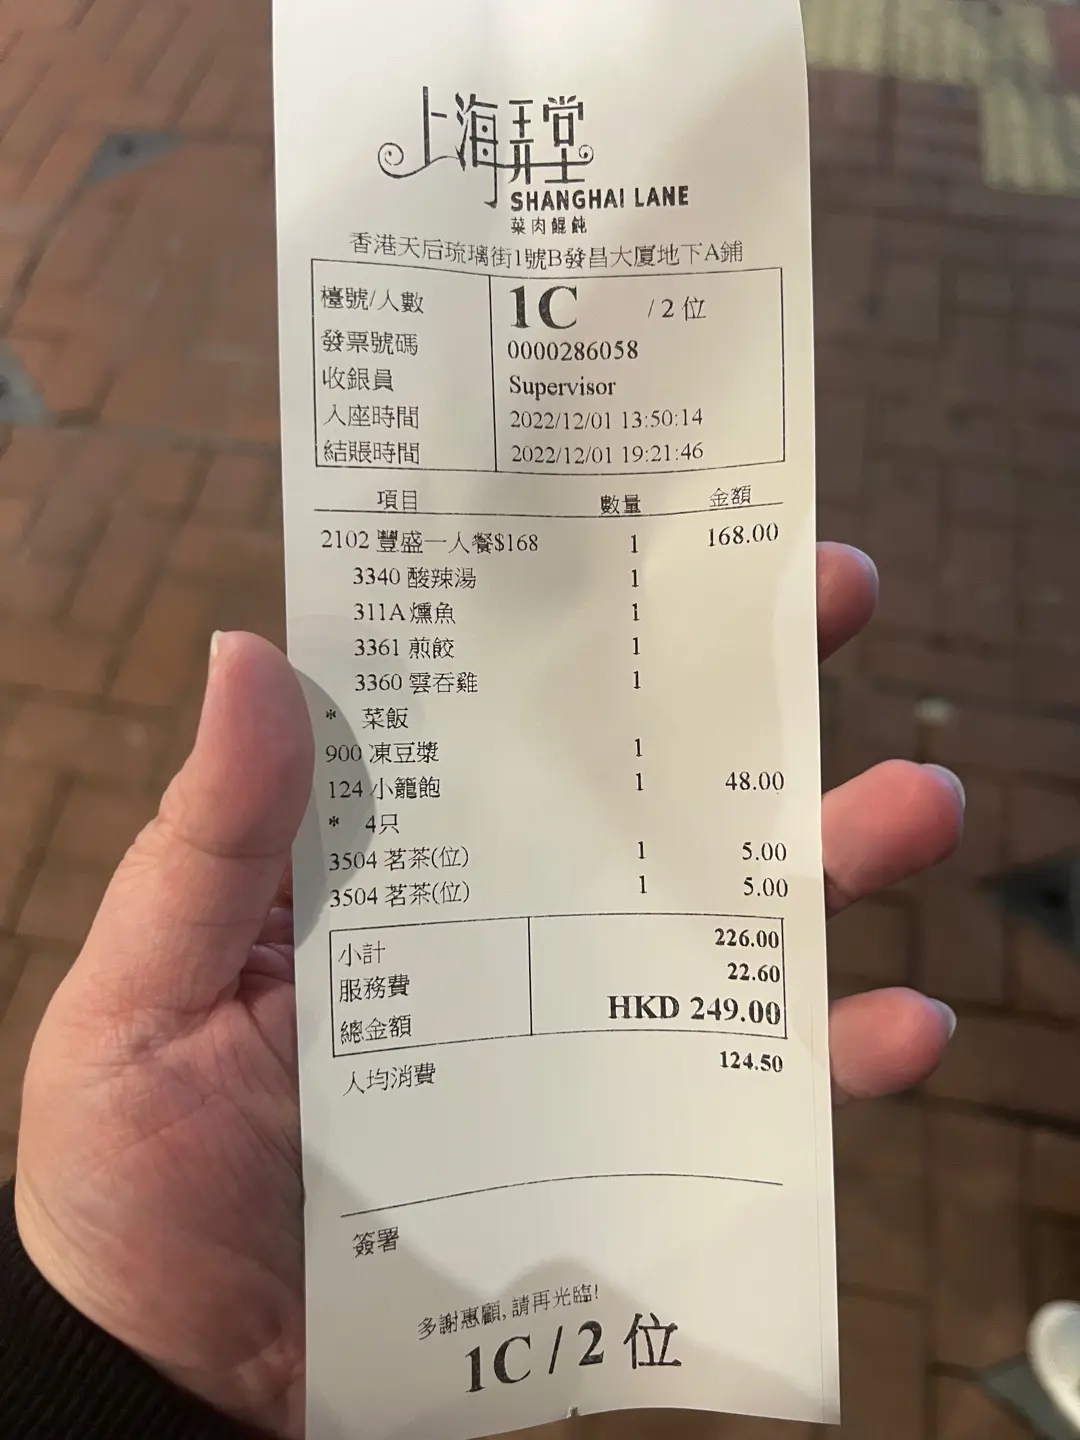 上海弄堂
SHANGHAI LANE
菜肉餛飩
香港天后琉璃街1號B發昌大廈地下A鋪
檯號/人數 1C / 2 位
發票號碼 0000286058
收銀員 Supervisor
入座時間 2022/12/01 13:50:14
結賬時間 2022/12/01 19:21:46
項目 數量 金額
2102 豐盛一人餐$168 1 168.00
3340 酸辣湯 1
311A 燻魚 1
3361 煎餃 1
3360 雲吞雞 1
* 菜飯
900 凍豆漿 1
124 小籠飽 1 48.00
* 4只
3504 茗茶(位) 1 5.00
3504 茗茶(位) 1 5.00
小計 226.00
服務費 22.60
總金額 HKD 249.00
人均消費 124.50
簽署
多謝惠顧, 請再光臨!
1C / 2 位